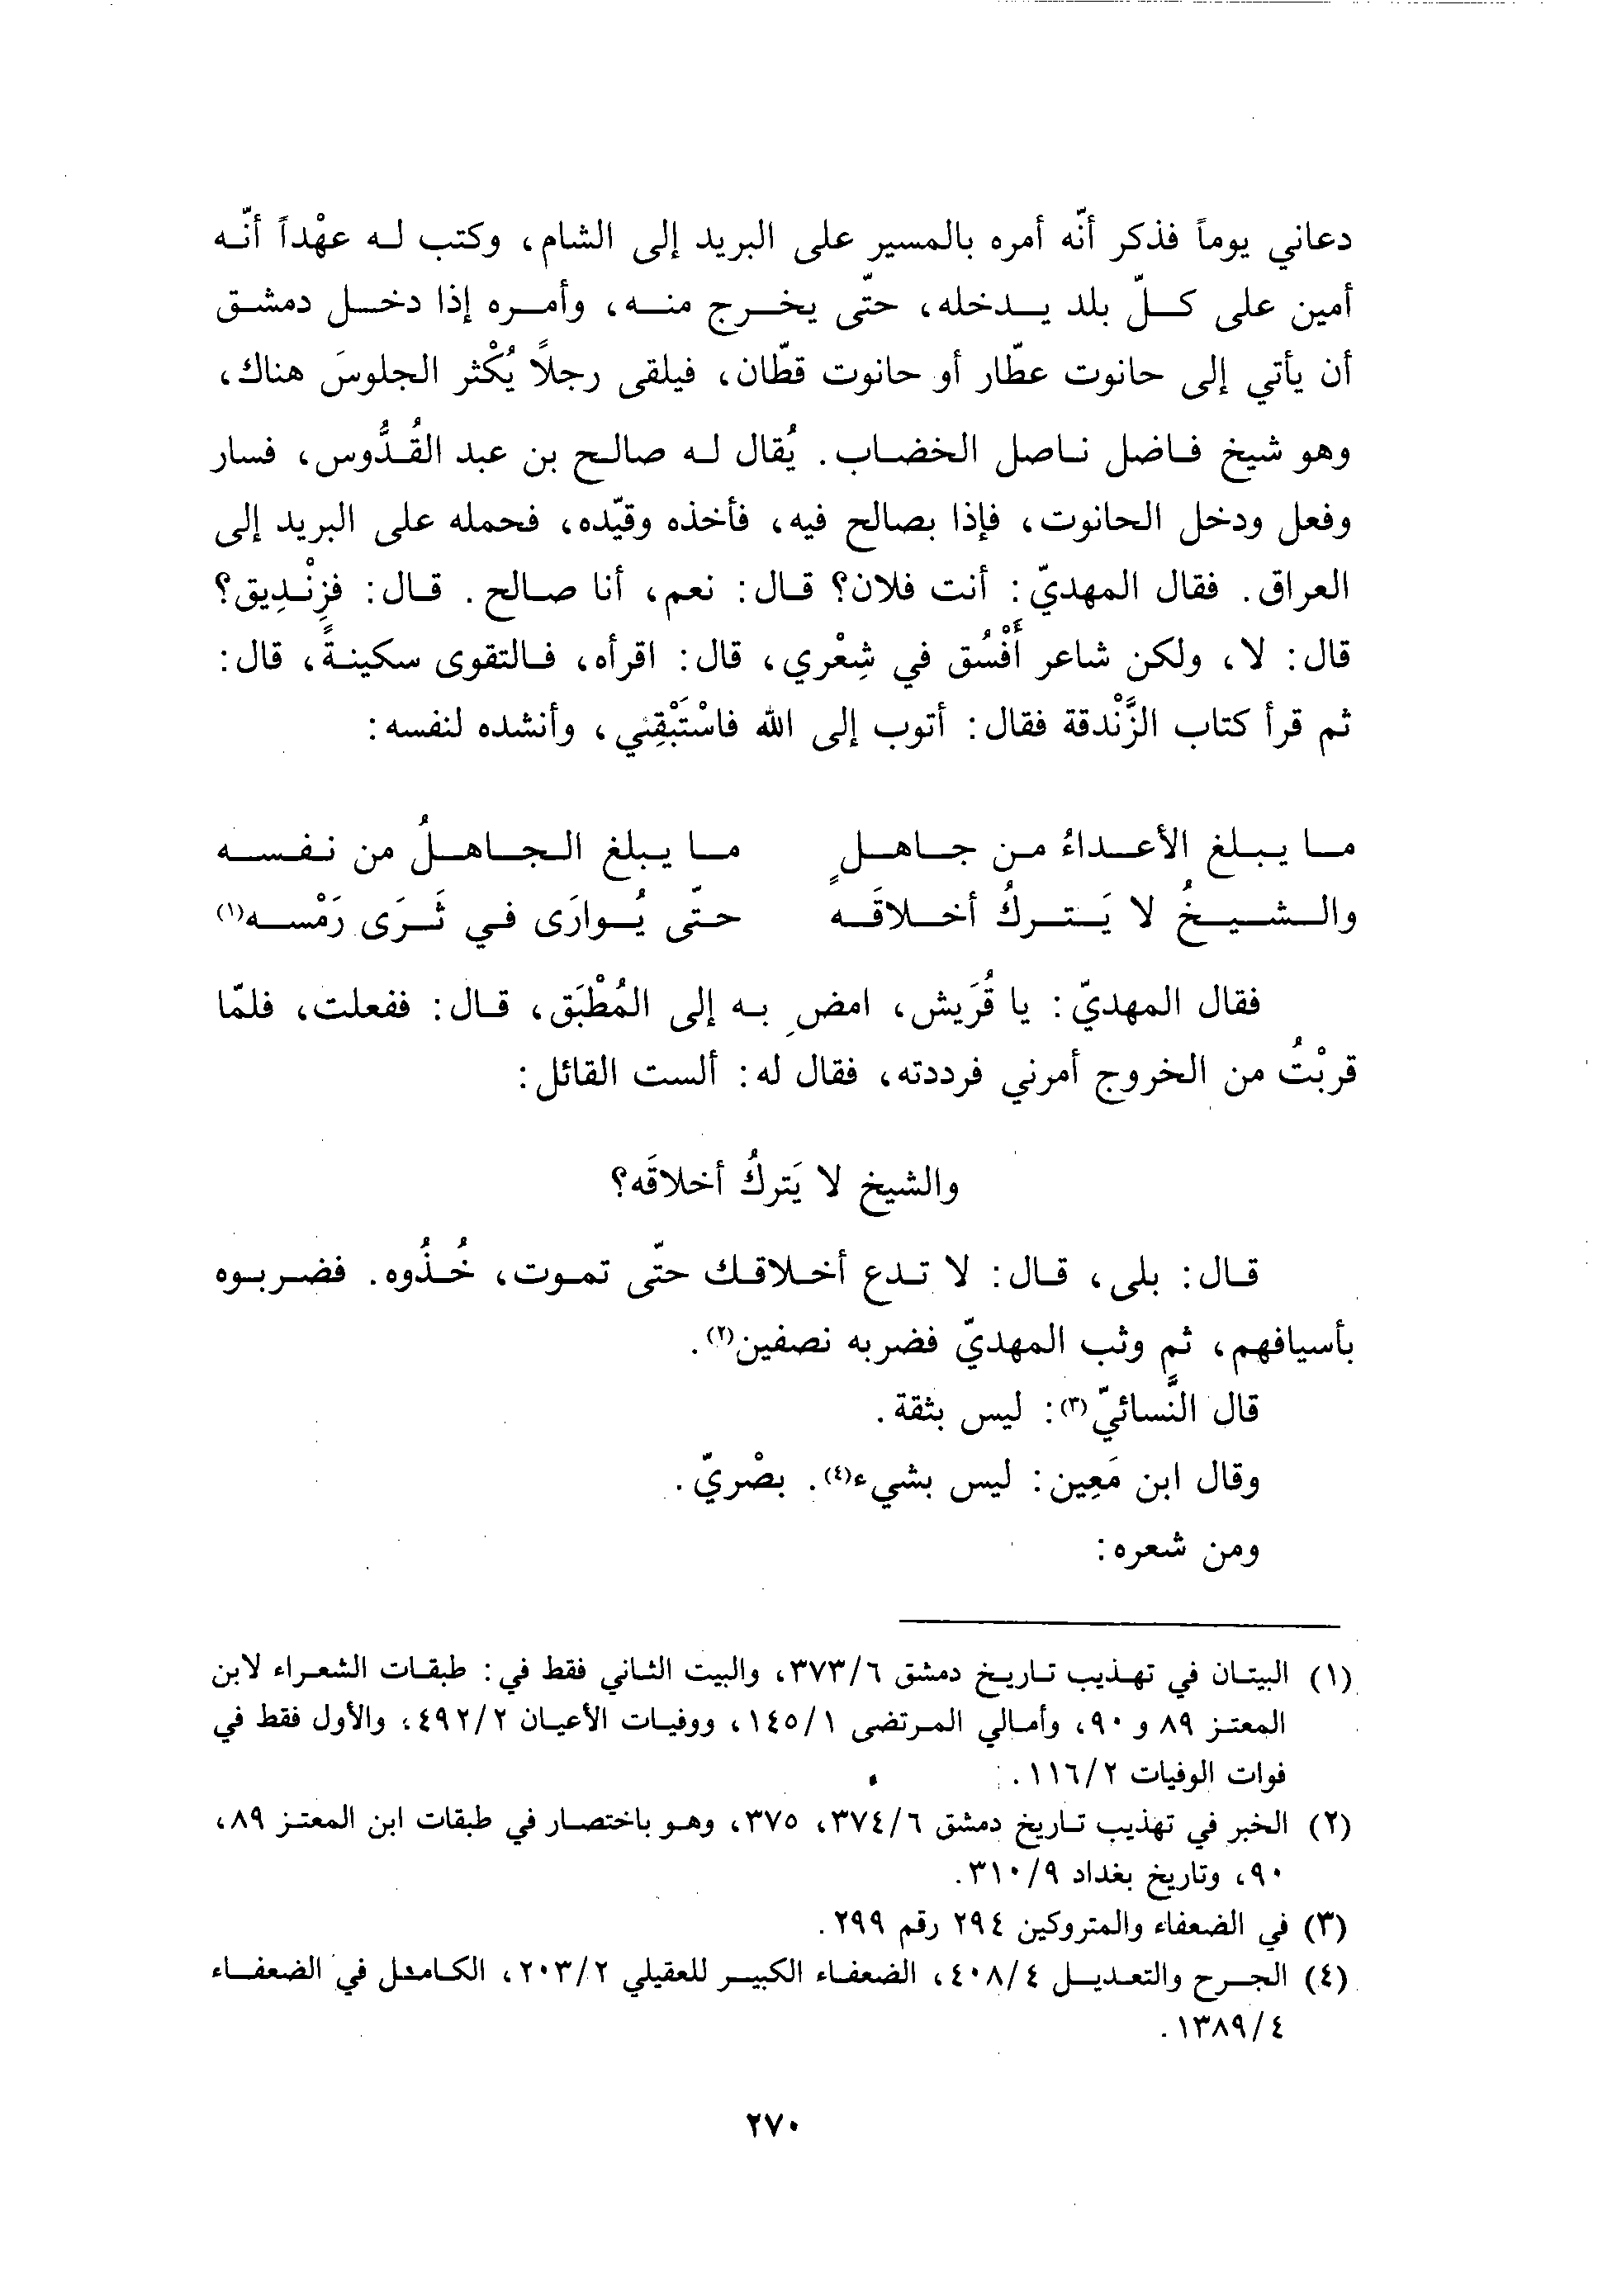 دعاني يوماً فذكر أنّه أمره بالمسير على البريد إلى الشام، وكتب له عهْداً أنّه
أمين على كلّ بلد يدخله، حتّى يخرج منه، وأمره إذا دخل دمشق
أن يأتي إلى حانوت عطّار أو حانوت قطّان، فيلقى رجلاً يُكْثر الجلوسَ هناك،
وهو شيخ فاضل ناصل الخضاب. يُقال له صالح بن عبد القُدُّوس، فسار
وفعل ودخل الحانوت، فإذا بصالح فيه، فأخذه وقيّده، فحمله على البريد إلى
العراق. فقال المهديّ: أنت فلان؟ قال: نعم، أنا صالح. قال: فزِنْدِيق؟
قال: لا، ولكن شاعر أَفْسُق في شِعْري، قال: اقرأه، فالتقوى سكينةً، قال:
ثم قرأ كتاب الزَّنْدقة فقال: أتوب إلى الله فاسْتَبْقِني، وأنشده لنفسه:
ما يبلغ الأعداءُ من جاهلٍ ما يبلغ الجاهلُ من نفسه
والشيخُ لا يَتركُ أخلاقَه حتّى يُوارَى في ثَرَى رَمْسه(١)
فقال المهديّ: يا قُرَيش، امضِ به إلى المُطْبَق، قال: ففعلت، فلمّا
قربْتُ من الخروج أمرني فرددته، فقال له: ألست القائل:
والشيخ لا يَتركُ أخلاقَه؟
قال: بلى، قال: لا تدع أخلاقك حتّى تموت، خُذُوه. فضربوه
بأسيافهم، ثم وثب المهديّ فضربه نصفين(٢).
قال النَّسائيّ(٣): ليس بثقة.
وقال ابن مَعِين: ليس بشيء(٤). بصْريّ.
ومن شعره:
(١) البيتان في تهذيب تاريخ دمشق ٣٧٣/٦، والبيت الثاني فقط في: طبقات الشعراء لابن
المعتز ٨٩ و ٩٠، وأمالي المرتضى ١٤٥/١، ووفيات الأعيان ٤٩٢/٢، والأول فقط في
فوات الوفيات ١١٦/٢.
(٢) الخبر في تهذيب تاريخ دمشق ٣٧٤/٦، ٣٧٥، وهو باختصار في طبقات ابن المعتز ٨٩،
٩٠، وتاريخ بغداد ٣١٠/٩.
(٣) في الضعفاء والمتروكين ٢٩٤ رقم ٢٩٩.
(٤) الجرح والتعديل ٤٠٨/٤، الضعفاء الكبير للعقيلي ٢٠٣/٢، الكامل في الضعفاء
١٣٨٩/٤.
٢٧٠